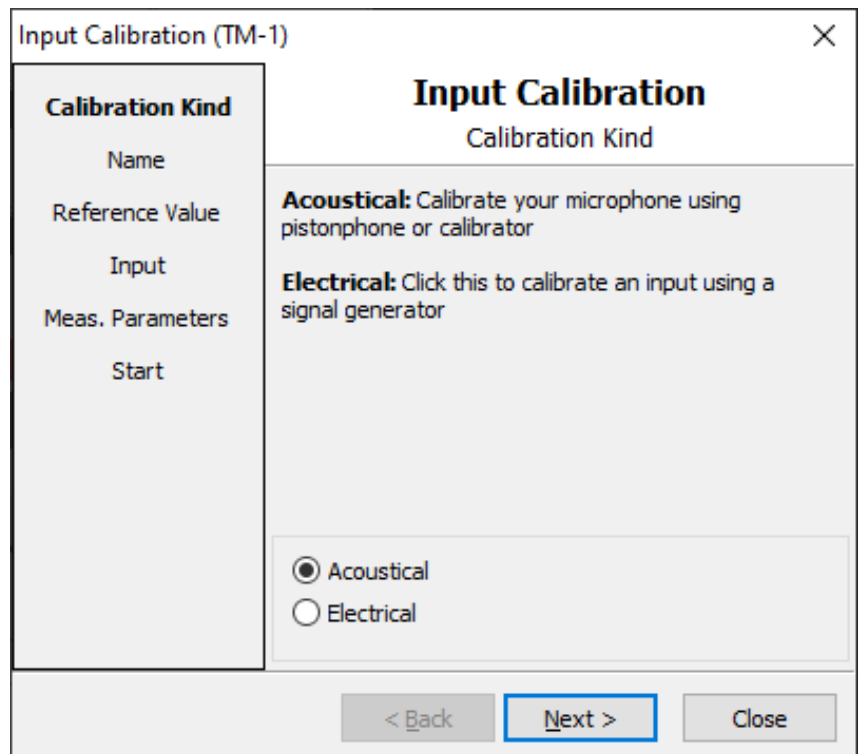 Input Calibration (TM-1)
Calibration Kind
Name
Reference Value
Input
Meas. Parameters
Start
Input Calibration
Calibration Kind
Acoustical: Calibrate your microphone using
pistonphone or calibrator
Electrical: Click this to calibrate an input using a
signal generator
Acoustical
Electrical
< Back
Next >
Close